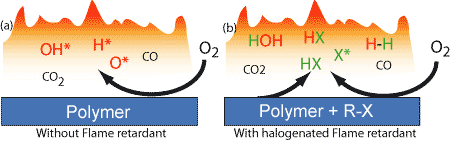 (a)
OH*
H*
O*
CO
O2
CO2
Polymer
Without Flame retardant
(b)
HOH
HX
H-H
X*
O2
HX
CO2
CO
Polymer + R-X
With halogenated Flame retardant